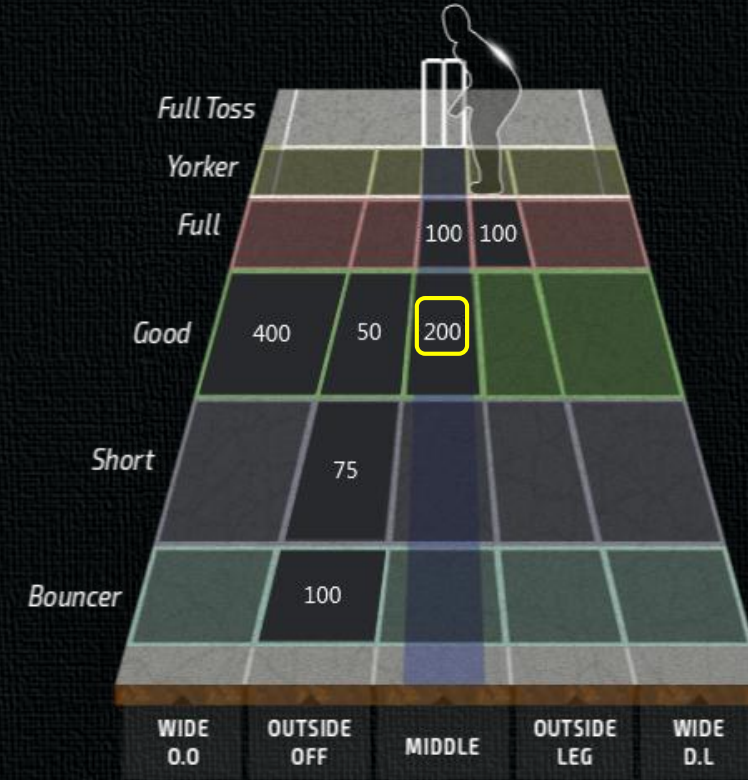 Full Toss
Yorker
Full
100 100
Good
400 50 200
Short
75
Bouncer
100
WIDE
O.O
OUTSIDE
OFF
MIDDLE
OUTSIDE
LEG
WIDE
D.L